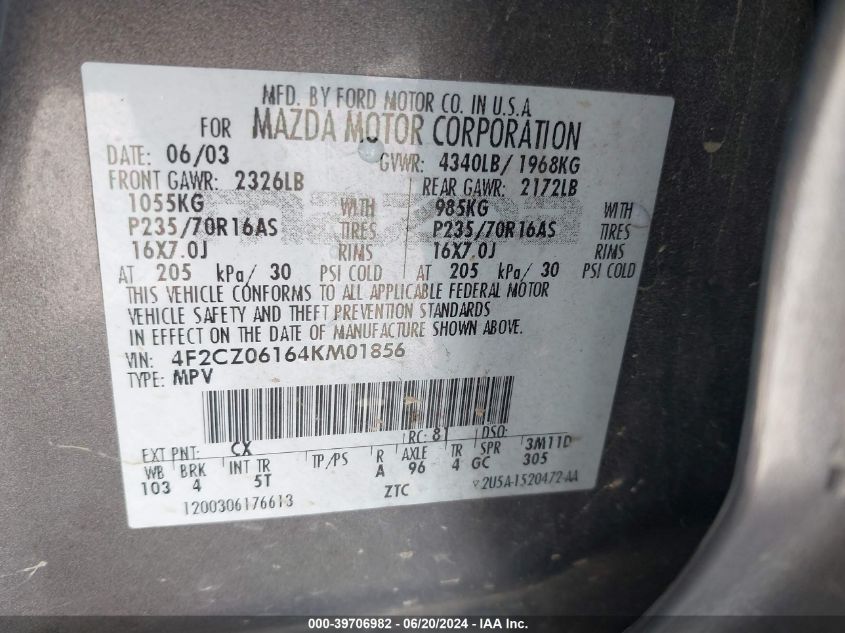 MFD. BY FORD MOTOR CO. IN U.S.A
FOR MAZDA MOTOR CORPORATION
DATE: 06/03 GVWR: 4340LB/ 1968KG
FRONT GAWR: 2326LB REAR GAWR: 2172LB
1055KG WITH 985KG WITH
P235/70R16AS TIRES P235/70R16AS TIRES
16X7.0J RIMS 16X7.0J RIMS
AT 205 kPa/ 30 PSI COLD AT 205 kPa/ 30 PSI COLD
THIS VEHICLE CONFORMS TO ALL APPLICABLE FEDERAL MOTOR
VEHICLE SAFETY AND THEFT PREVENTION STANDARDS
IN EFFECT ON THE DATE OF MANUFACTURE SHOWN ABOVE.
VIN: 4F2CZ06164KM01856
TYPE: MPV
EXT PNT: CX RC: 81 DSO:
WB BRK INT TR TP/PS R AXLE TR SPR 3M11D
103 4 5T A 96 4 GC 305
1200306176613 ZTC 2U5A-1520472-AA
000-39706982 - 06/20/2024 - IAA Inc.